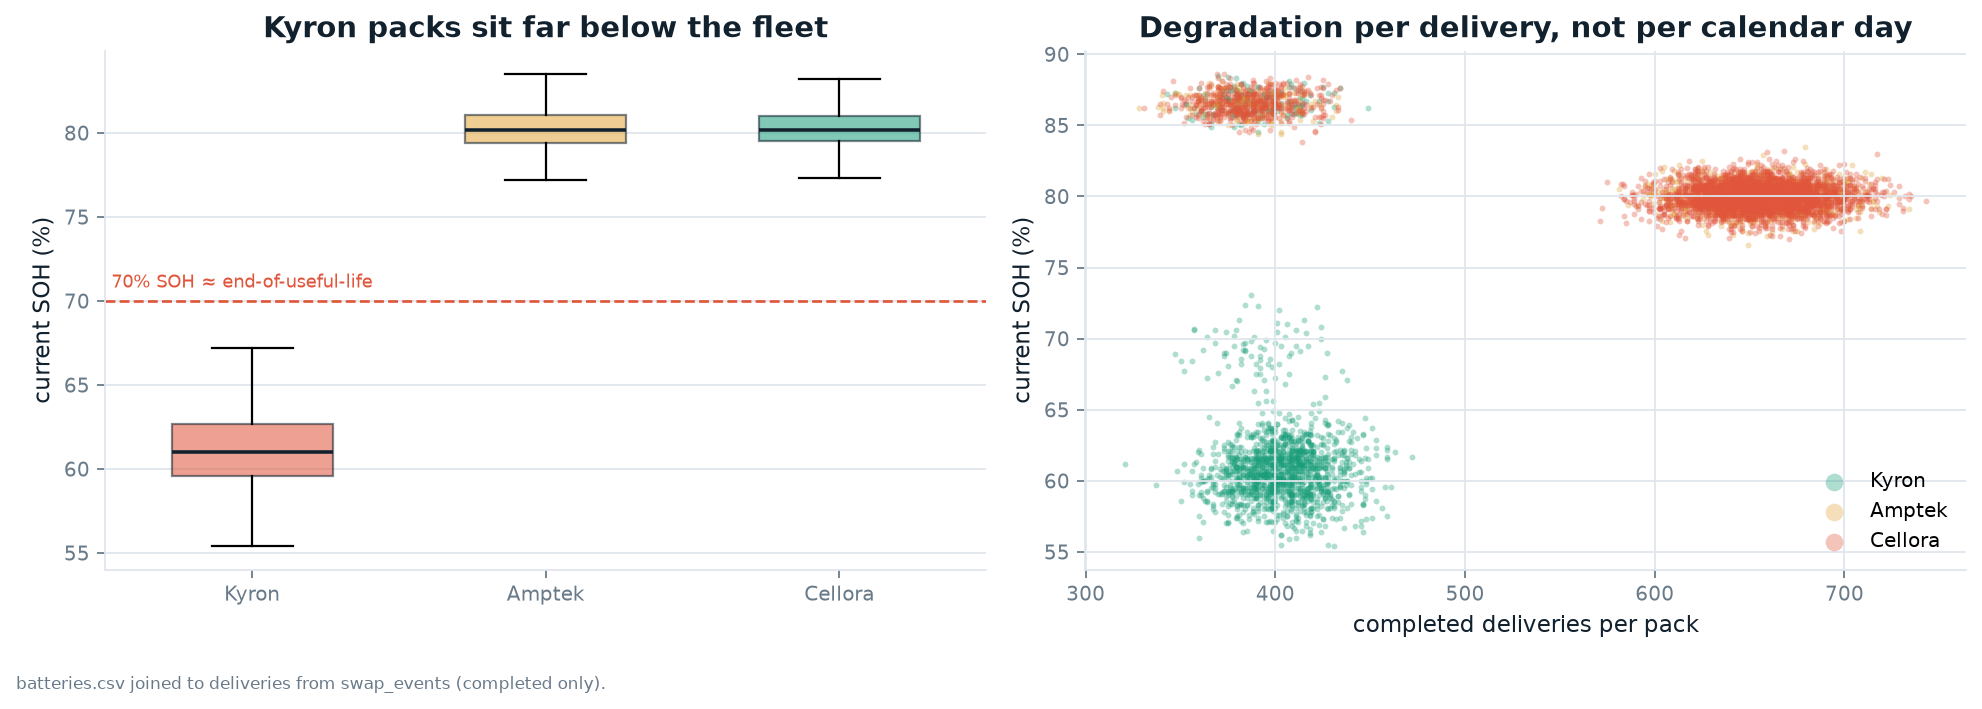 Kyron packs sit far below the fleet
current SOH (%)
80
75
70
65
60
55
70% SOH ≈ end-of-useful-life
Kyron
Amptek
Cellora
Degradation per delivery, not per calendar day
current SOH (%)
90
85
80
75
70
65
60
55
300
400
500
600
700
completed deliveries per pack
Kyron
Amptek
Cellora
batteries.csv joined to deliveries from swap_events (completed only).